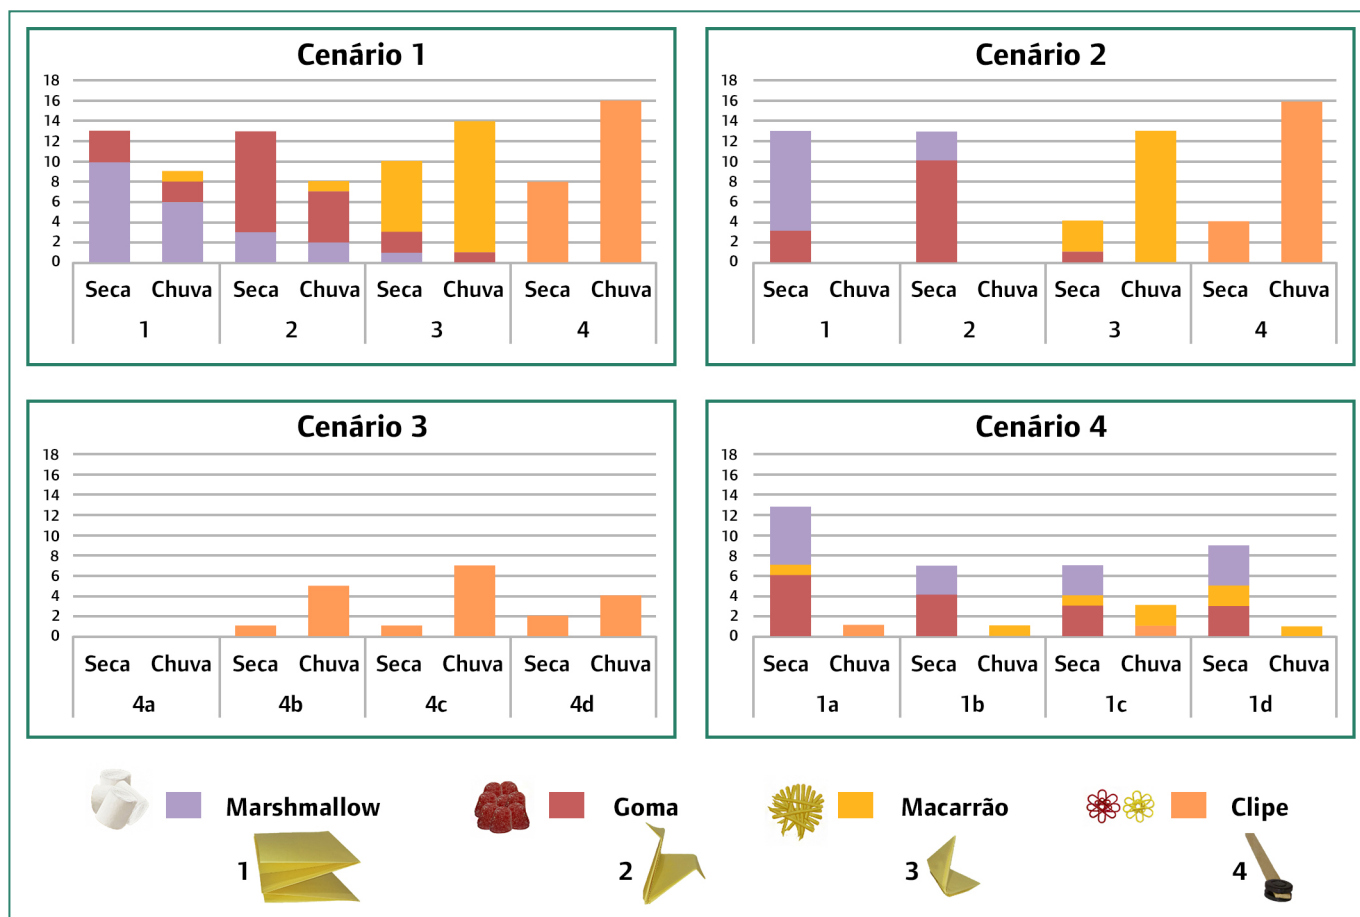 Cenário 1
18
16
14
12
10
8
6
4
2
0
Seca Chuva Seca Chuva Seca Chuva Seca Chuva
1 2 3 4
Cenário 2
18
16
14
12
10
8
6
4
2
0
Seca Chuva Seca Chuva Seca Chuva Seca Chuva
1 2 3 4
Cenário 3
18
16
14
12
10
8
6
4
2
0
Seca Chuva Seca Chuva Seca Chuva Seca Chuva
4a 4b 4c 4d
Cenário 4
18
16
14
12
10
8
6
4
2
0
Seca Chuva Seca Chuva Seca Chuva Seca Chuva
1a 1b 1c 1d
Marshmallow Goma Macarrão Clipe
1 2 3 4